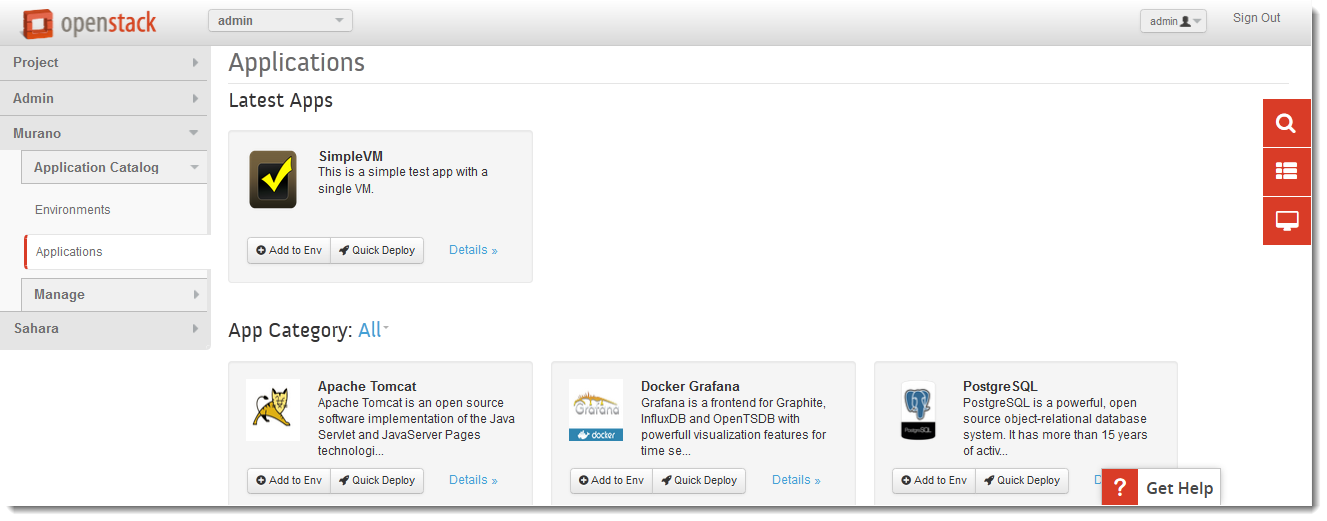 openstack
admin
admin
Sign Out
Project
Admin
Murano
Application Catalog
Environments
Applications
Manage
Sahara
Applications
Latest Apps
SimpleVM
This is a simple test app with a
single VM.
Add to Env
Quick Deploy
Details »
App Category: All
Apache Tomcat
Apache Tomcat is an open source
software implementation of the Java
Servlet and JavaServer Pages
technologi...
Add to Env
Quick Deploy
Details »
Grafana
docker
Docker Grafana
Grafana is a frontend for Graphite,
InfluxDB and OpenTSDB with
powerfull visualization features for
time se...
Add to Env
Quick Deploy
Details »
PostgreSQL
PostgreSQL
PostgreSQL is a powerful, open
source object-relational database
system. It has more than 15 years
of activ...
Add to Env
Quick Deploy
? Get Help